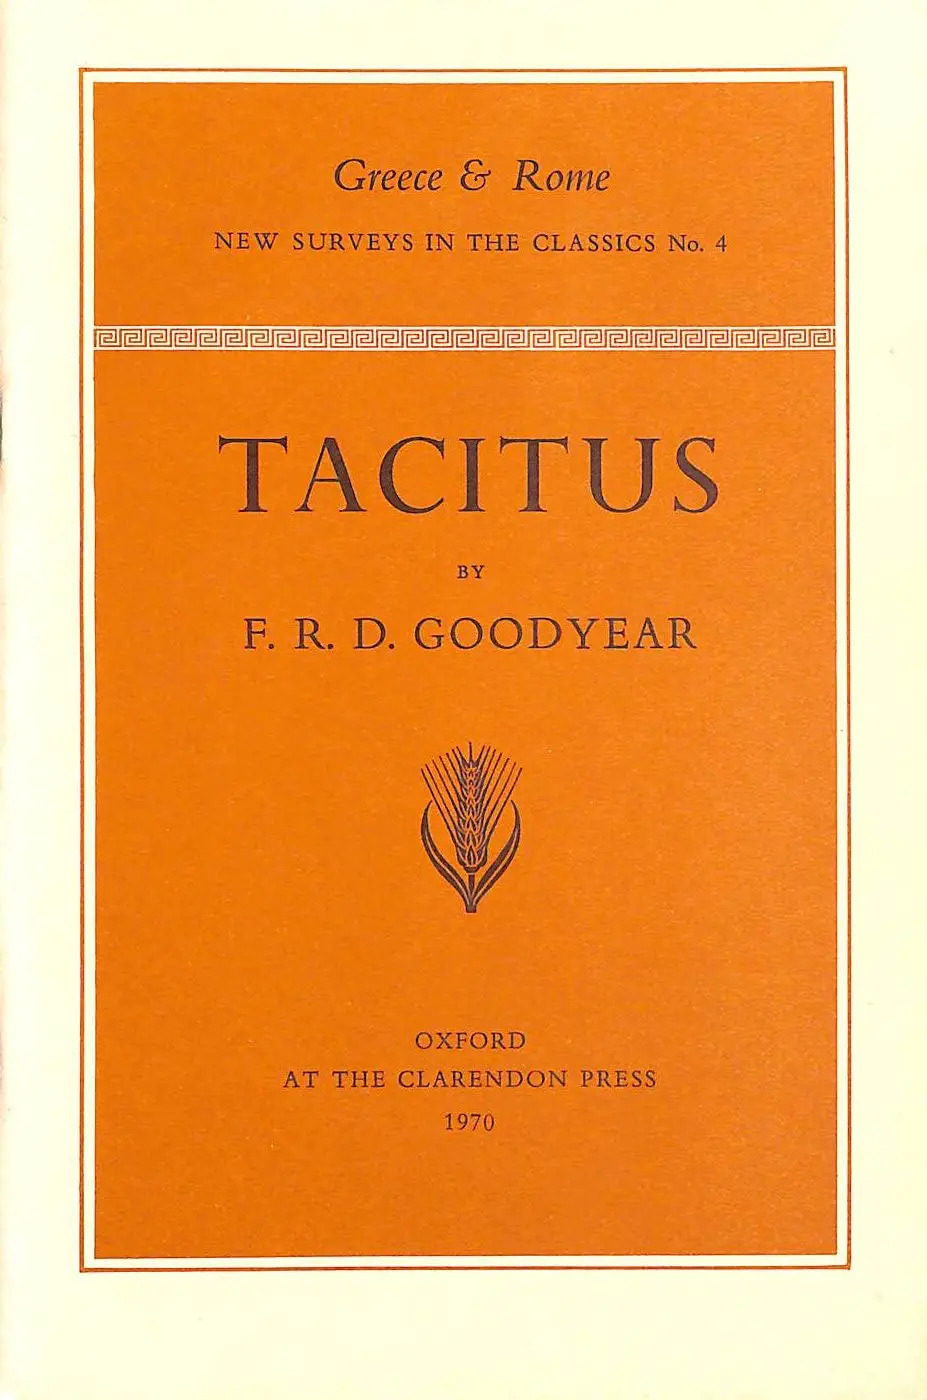 Greece & Rome
NEW SURVEYS IN THE CLASSICS No. 4
TACITUS
BY
F. R. D. GOODYEAR
OXFORD
AT THE CLARENDON PRESS
1970